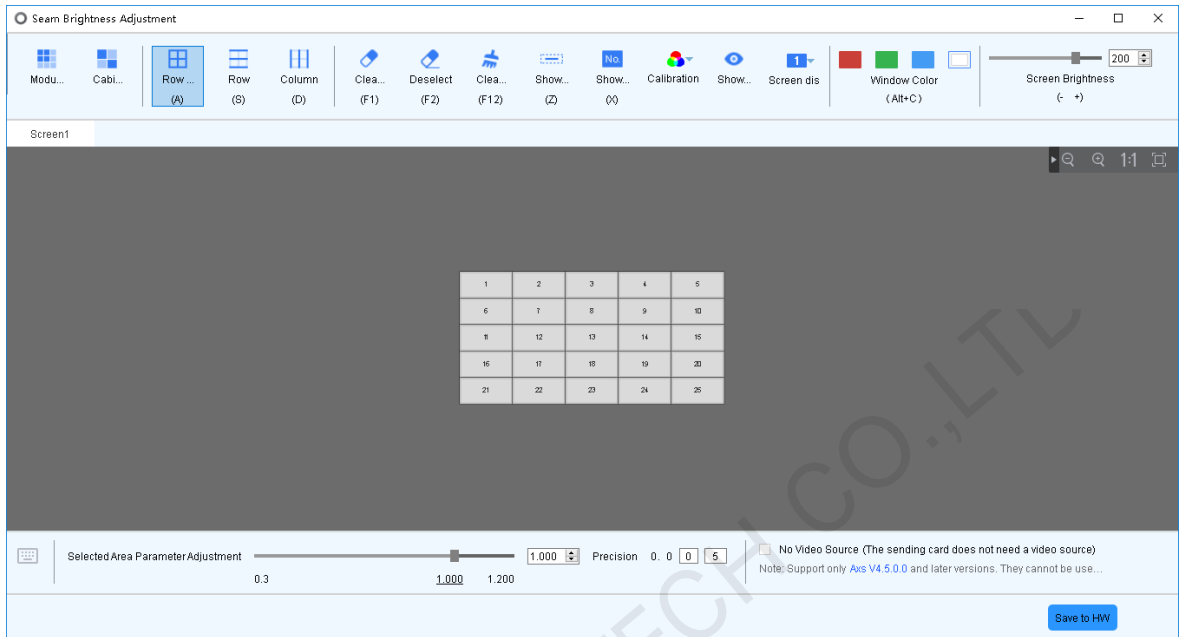 Seam Brightness Adjustment
Modu... Cabi... Row ... Row Column Clea... Deselect Clea... Show... No. Show... Calibration Show... 1 Screen dis Window Color Screen Brightness 200
(A) (S) (D) (F1) (F2) (F12) (Z) (X) (Alt+C) (- +)
Screen1
1:1
1 2 3 4 5
6 7 8 9 10
11 12 13 14 15
16 17 18 19 20
21 22 23 24 25
Selected Area Parameter Adjustment 1.000 Precision 0. 0 0 5
0.3 1.000 1.200
No Video Source (The sending card does not need a video source)
Note: Support only Axs V4.5.0.0 and later versions. They cannot be use...
Save to HW
TECH CO.,LTD